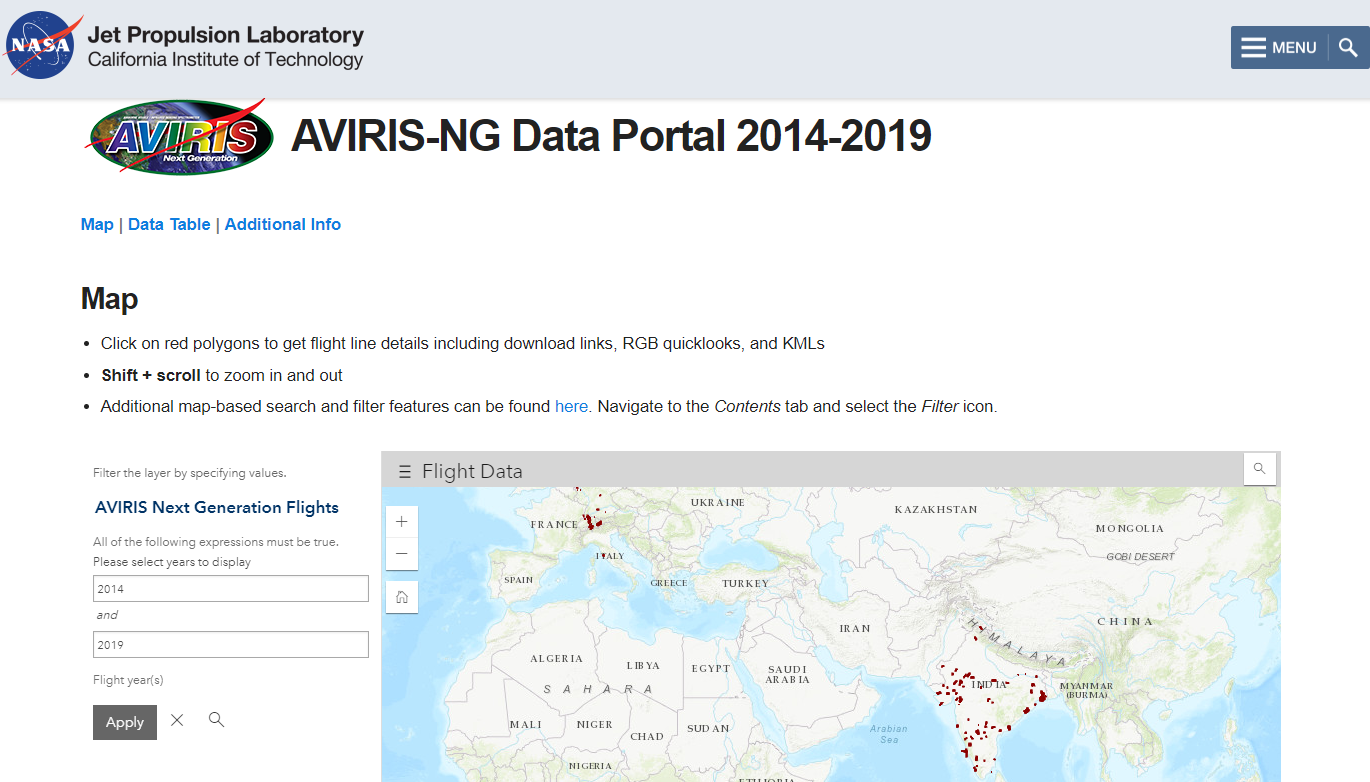 NASA
Jet Propulsion Laboratory
California Institute of Technology
MENU
AVIRIS
Next Generation
AVIRIS-NG Data Portal 2014-2019
Map | Data Table | Additional Info
Map
• Click on red polygons to get flight line details including download links, RGB quicklooks, and KMLs
• Shift + scroll to zoom in and out
• Additional map-based search and filter features can be found here. Navigate to the Contents tab and select the Filter icon.
Filter the layer by specifying values.
AVIRIS Next Generation Flights
All of the following expressions must be true.
Please select years to display
2014
and
2019
Flight year(s)
Apply
Flight Data
UKRAINE
KAZAKHSTAN
FRANCE
MONGOLIA
ITALY
GOBI DESERT
SPAIN
GREECE
TURKEY
IRAN
CHINA
HIMALAYA
ALGERIA
LIBYA
EGYPT
SAUDI
ARABIA
SAHARA
INDIA
MYANMAR
(BURMA)
MALI
NIGER
SUDAN
CHAD
Arabian
Sea
NIGERIA
ETHIOPIA